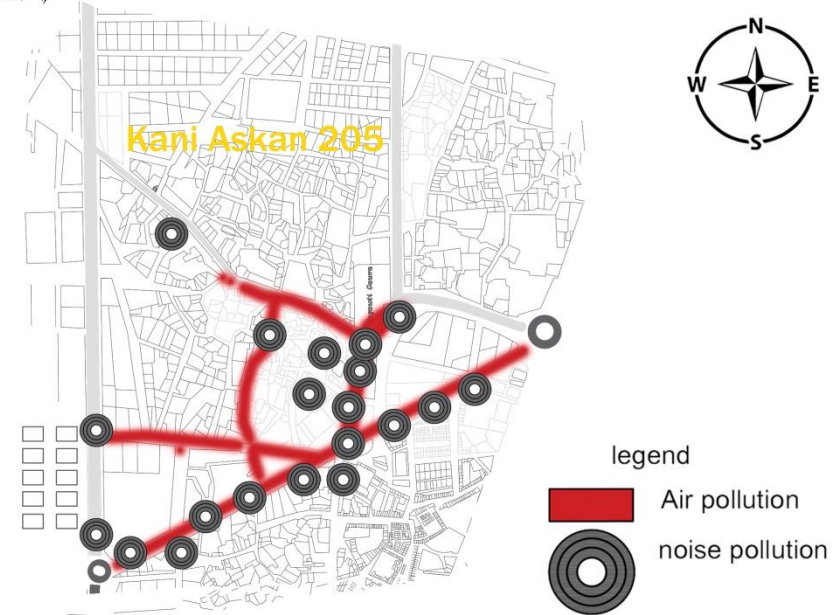 N
W E
S
Kani Askan 205
legend
Air pollution
noise pollution